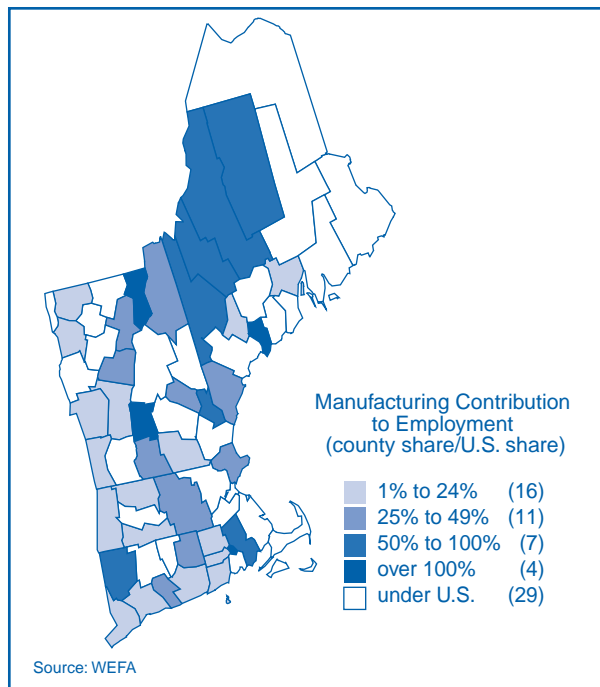 Manufacturing Contribution
to Employment
(county share/U.S. share)
1% to 24% (16)
25% to 49% (11)
50% to 100% (7)
over 100% (4)
under U.S. (29)
Source: WEFA